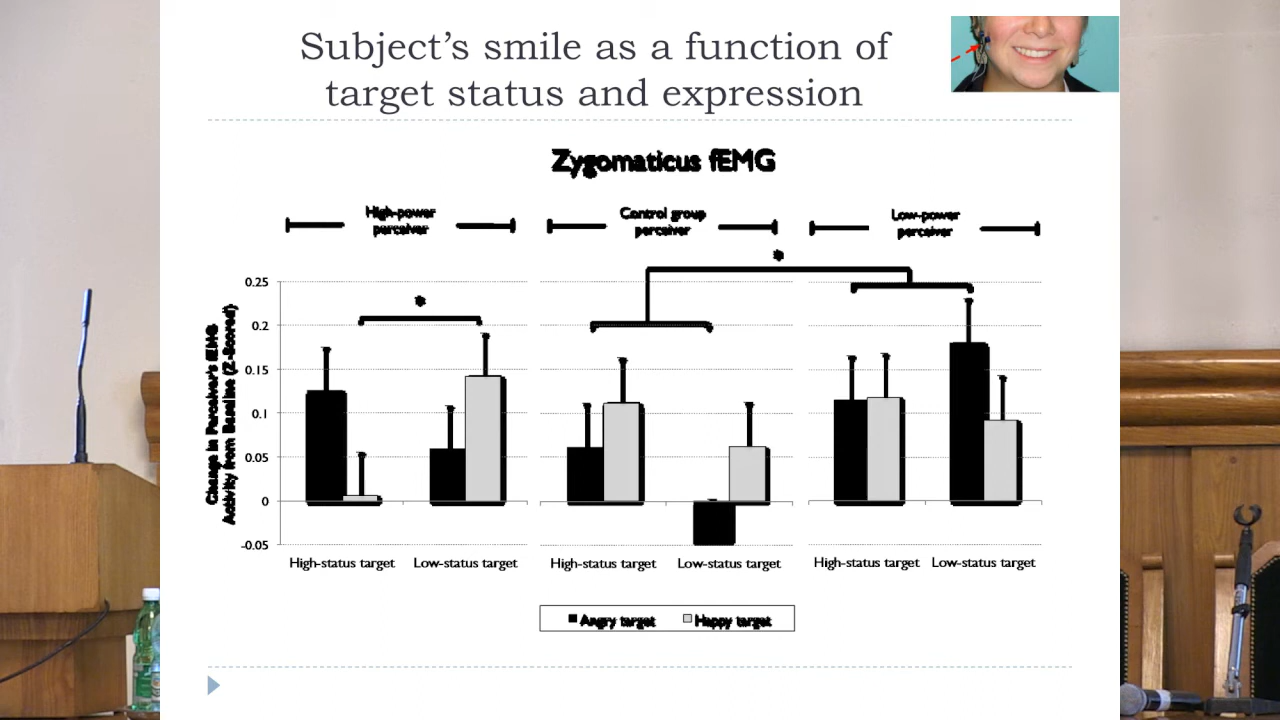 Subject's smile as a function of
target status and expression
Zygomaticus fEMG
High-power
perceiver
Control group
perceiver
Low-power
perceiver
*
*
Change in Perceiver's fEMG
Activity from Baseline (Z-Scored)
0.25
0.2
0.15
0.1
0.05
0
-0.05
High-status target Low-status target High-status target Low-status target High-status target Low-status target
Angry target Happy target